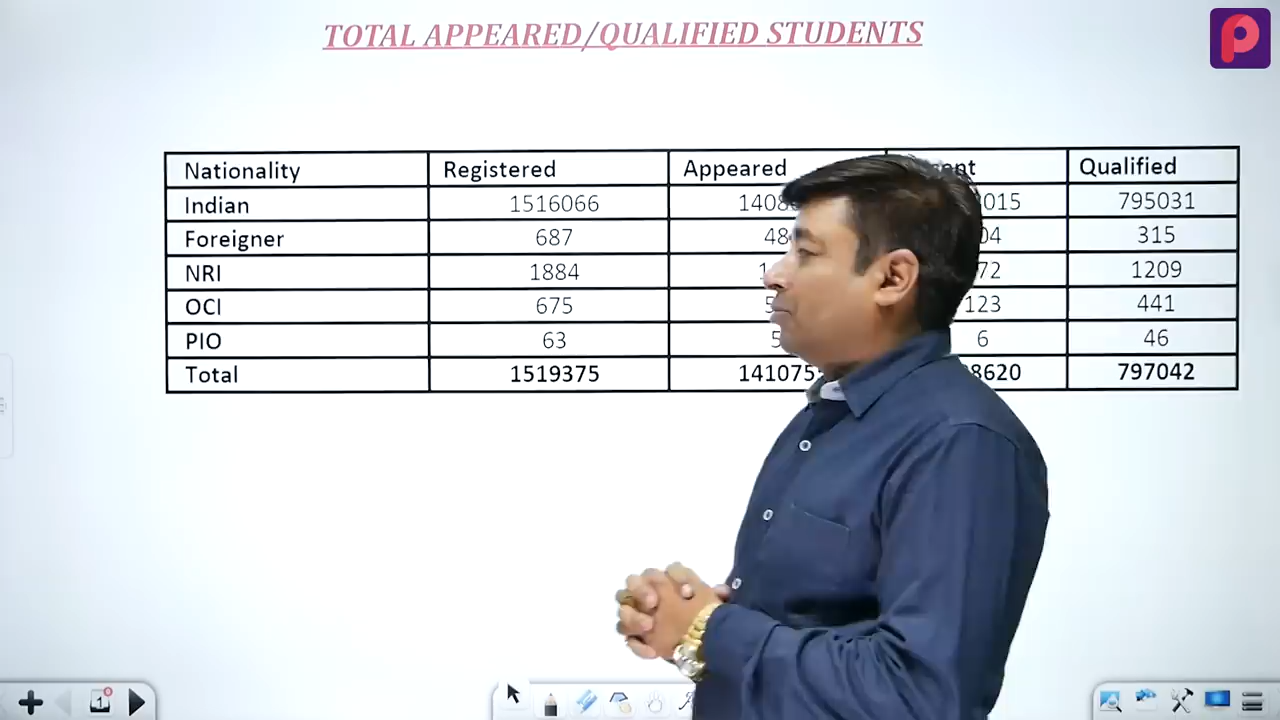 TOTAL APPEARED/QUALIFIED STUDENTS
Nationality Registered Appeared Qualified
Indian 1516066 795031
Foreigner 687 315
NRI 1884 1209
OCI 675 123 441
PIO 63 6 46
Total 1519375 797042